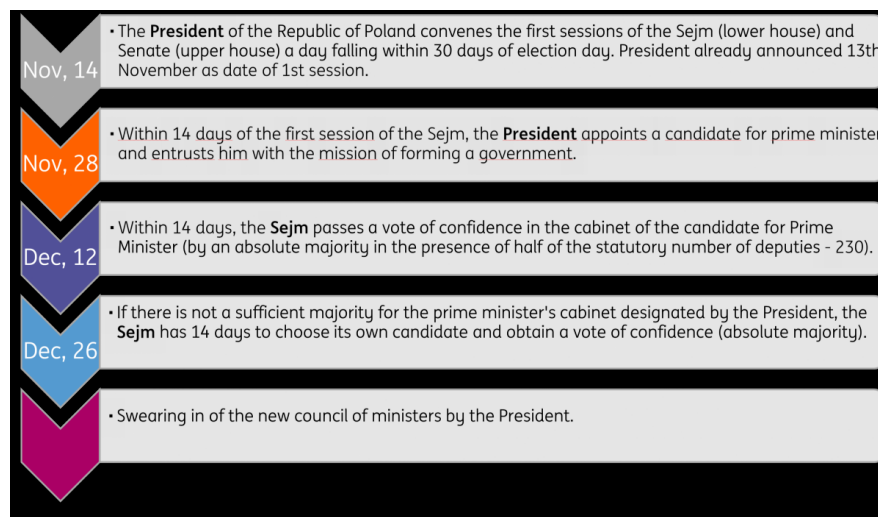 Nov, 14
• The President of the Republic of Poland convenes the first sessions of the Sejm (lower house) and
Senate (upper house) a day falling within 30 days of election day. President already announced 13th
November as date of 1st session.
Nov, 28
• Within 14 days of the first session of the Sejm, the President appoints a candidate for prime minister
and entrusts him with the mission of forming a government.
Dec, 12
• Within 14 days, the Sejm passes a vote of confidence in the cabinet of the candidate for Prime
Minister (by an absolute majority in the presence of half of the statutory number of deputies - 230).
Dec, 26
• If there is not a sufficient majority for the prime minister's cabinet designated by the President, the
Sejm has 14 days to choose its own candidate and obtain a vote of confidence (absolute majority).
• Swearing in of the new council of ministers by the President.